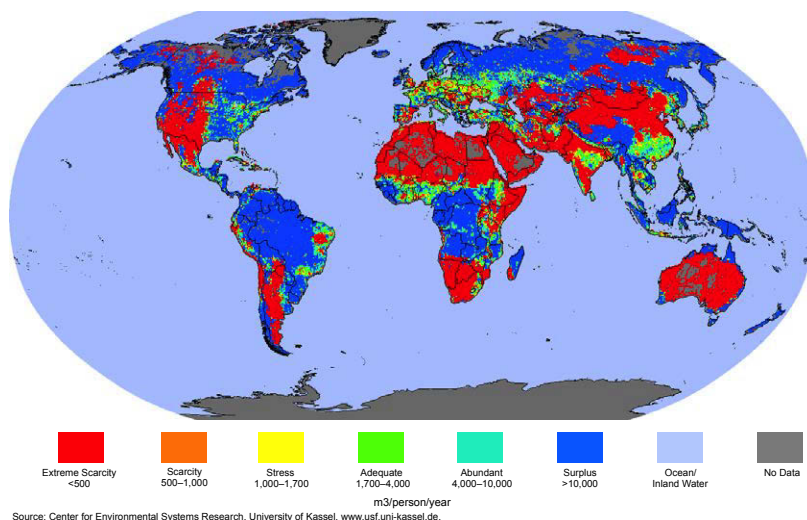 Extreme Scarcity
<500
Scarcity
500–1,000
Stress
1,000–1,700
Adequate
1,700–4,000
Abundant
4,000–10,000
Surplus
>10,000
Ocean/
Inland Water
No Data
m3/person/year
Source: Center for Environmental Systems Research, University of Kassel, www.usf.uni-kassel.de.